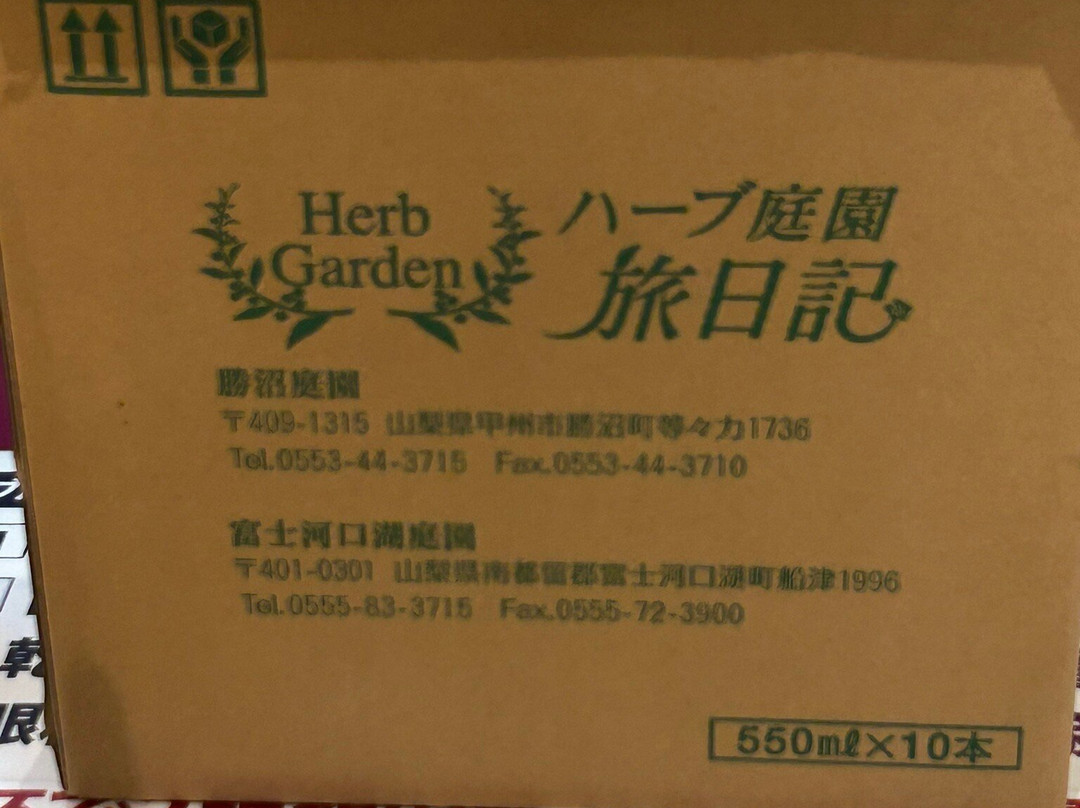 Herb
Garden
ハーブ庭園
旅日記
勝沼庭園
〒409-1315 山梨県甲州市勝沼町等々力1736
Tel.0553-44-3715 Fax.0553-44-3710
富士河口湖庭園
〒401-0301 山梨県南都留郡富士河口湖町船津1996
Tel.0555-83-3715 Fax.0555-72-3900
550mℓ×10本